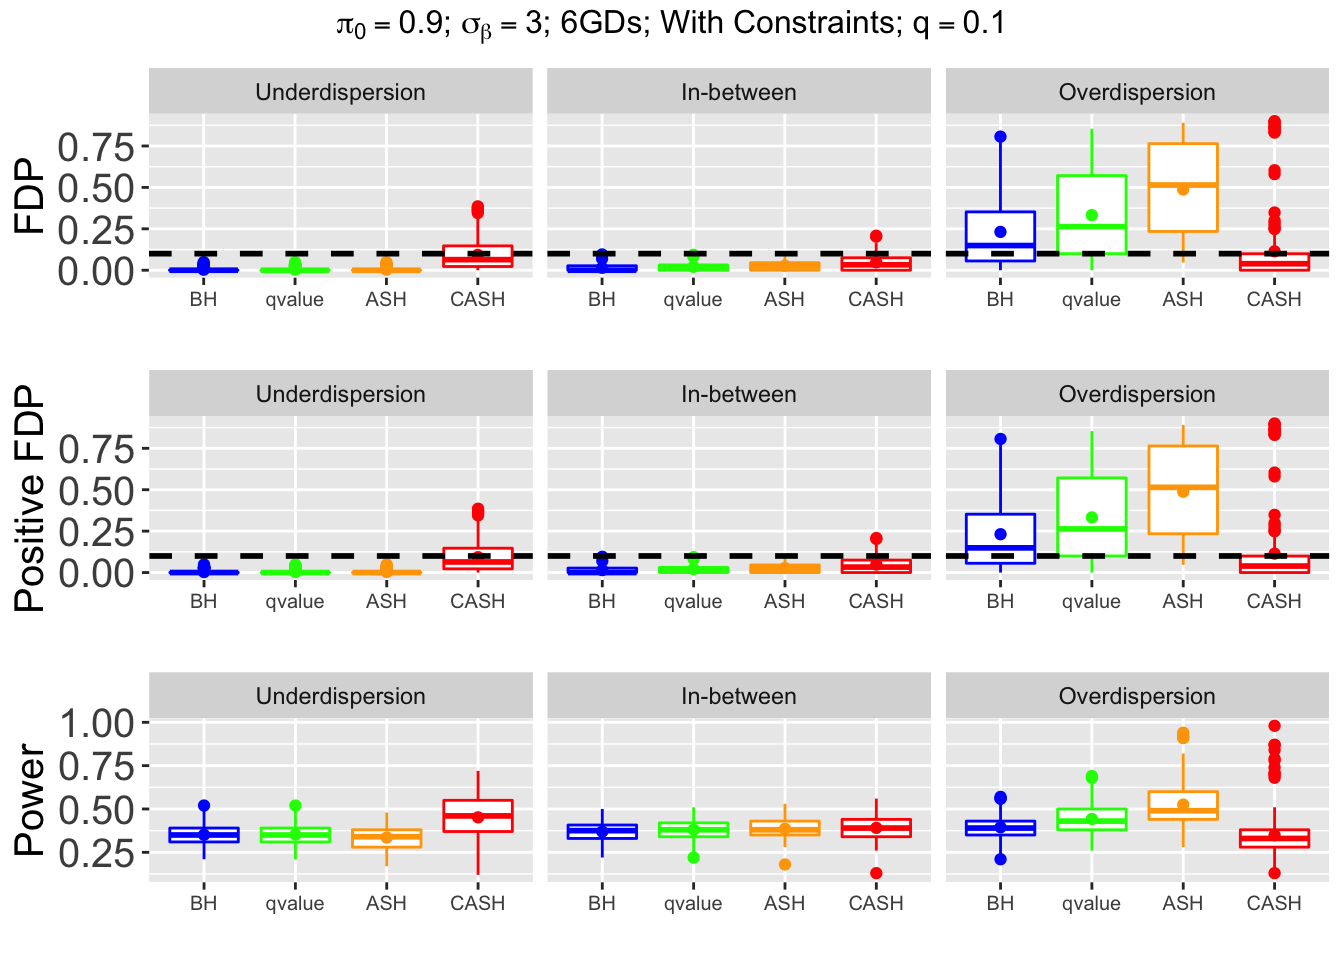 π0 = 0.9; σβ = 3; 6GDs; With Constraints; q = 0.1
Underdispersion In-between Overdispersion
FDP
0.75
0.50
0.25
0.00
BH qvalue ASH CASH BH qvalue ASH CASH BH qvalue ASH CASH
Underdispersion In-between Overdispersion
Positive FDP
0.75
0.50
0.25
0.00
BH qvalue ASH CASH BH qvalue ASH CASH BH qvalue ASH CASH
Underdispersion In-between Overdispersion
Power
1.00
0.75
0.50
0.25
BH qvalue ASH CASH BH qvalue ASH CASH BH qvalue ASH CASH